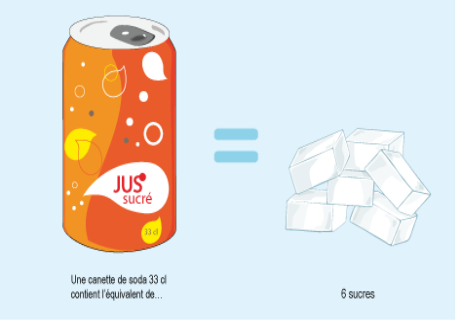 JUS
sucré
33 cl
Une canette de soda 33 cl
contient l'équivalent de...
6 sucres